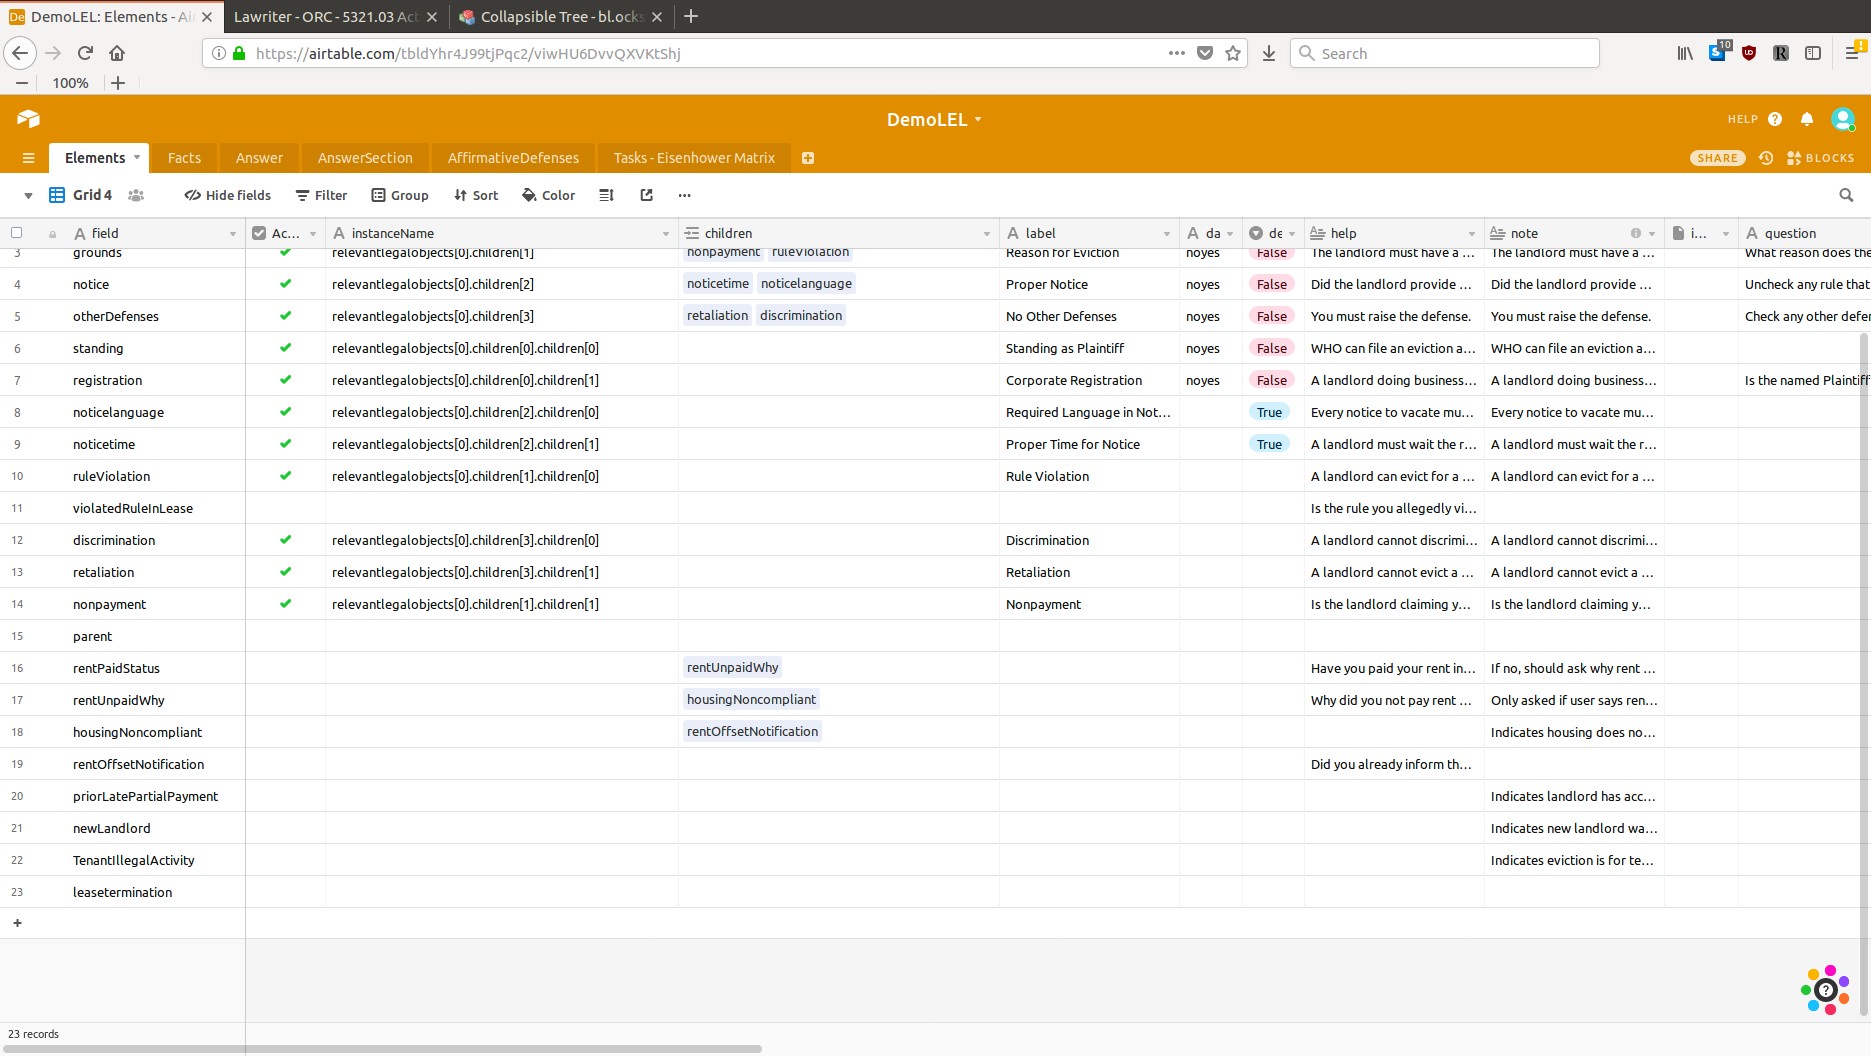 DemoLEL: Elements - Ai
Lawriter - ORC - 5321.03 Act
Collapsible Tree - bl.ocks
https://airtable.com/tbldYhr4J99tjPqc2/viwHU6DvvQXVKtShj
Search
10
100%
DemoLEL
HELP
Elements Facts Answer AnswerSection AffirmativeDefenses Tasks - Eisenhower Matrix
SHARE BLOCKS
Grid 4 Hide fields Filter Group Sort Color
field Ac... instanceName children label da de help note i... question
3 grounds relevantlegalobjects[0].children[1] nonpayment ruleViolation Reason for Eviction noyes False The landlord must have a ... The landlord must have a ... What reason does the
4 notice relevantlegalobjects[0].children[2] noticetime noticelanguage Proper Notice noyes False Did the landlord provide ... Did the landlord provide ... Uncheck any rule that
5 otherDefenses relevantlegalobjects[0].children[3] retaliation discrimination No Other Defenses noyes False You must raise the defense. You must raise the defense. Check any other defen
6 standing relevantlegalobjects[0].children[0].children[0] Standing as Plaintiff noyes False WHO can file an eviction a... WHO can file an eviction a...
7 registration relevantlegalobjects[0].children[0].children[1] Corporate Registration noyes False A landlord doing business... A landlord doing business... Is the named Plaintiff
8 noticelanguage relevantlegalobjects[0].children[2].children[0] Required Language in Not... True Every notice to vacate mu... Every notice to vacate mu...
9 noticetime relevantlegalobjects[0].children[2].children[1] Proper Time for Notice True A landlord must wait the r... A landlord must wait the r...
10 ruleViolation relevantlegalobjects[0].children[1].children[0] Rule Violation A landlord can evict for a ... A landlord can evict for a ...
11 violatedRuleInLease Is the rule you allegedly vi...
12 discrimination relevantlegalobjects[0].children[3].children[0] Discrimination A landlord cannot discrimi... A landlord cannot discrimi...
13 retaliation relevantlegalobjects[0].children[3].children[1] Retaliation A landlord cannot evict a ... A landlord cannot evict a ...
14 nonpayment relevantlegalobjects[0].children[1].children[1] Nonpayment Is the landlord claiming y... Is the landlord claiming y...
15 parent
16 rentPaidStatus rentUnpaidWhy Have you paid your rent in... If no, should ask why rent ...
17 rentUnpaidWhy housingNoncompliant Why did you not pay rent ... Only asked if user says ren...
18 housingNoncompliant rentOffsetNotification Indicates housing does no...
19 rentOffsetNotification Did you already inform th...
20 priorLatePartialPayment Indicates landlord has acc...
21 newLandlord Indicates new landlord wa...
22 TenantIllegalActivity Indicates eviction is for te...
23 leasetermination
+
23 records